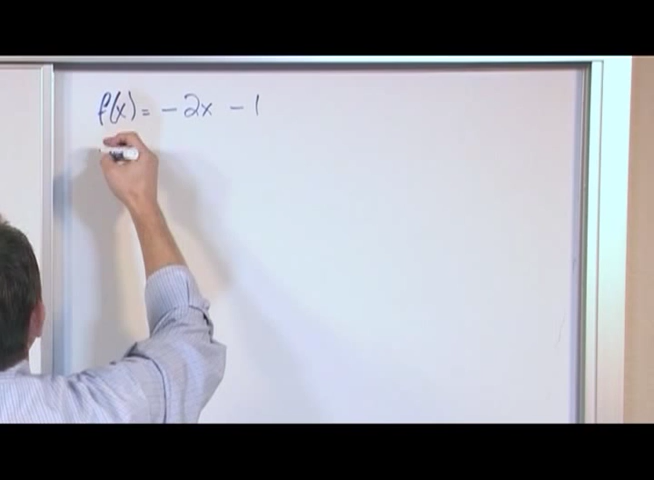 f(x) = -2x - 1